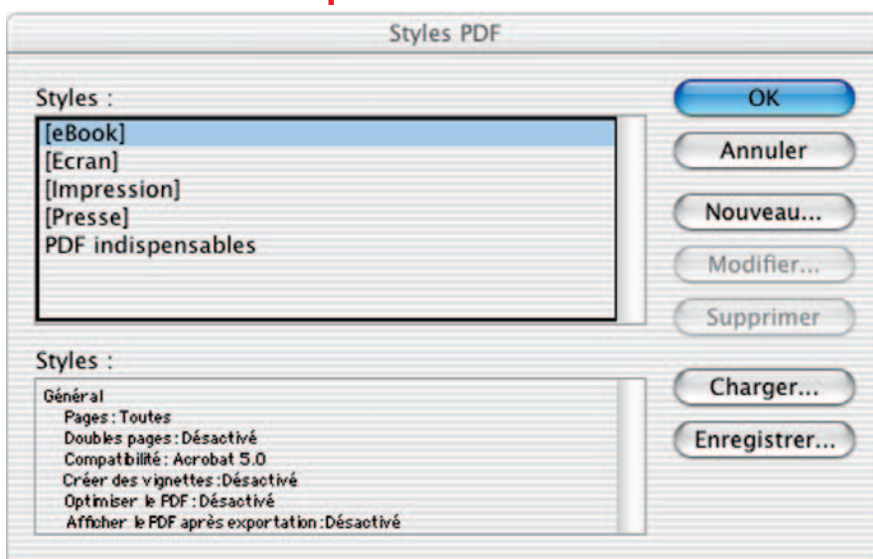 Styles PDF
Styles :
[eBook]
[Ecran]
[Impression]
[Presse]
PDF indispensables
OK
Annuler
Nouveau...
Modifier...
Supprimer
Styles :
Général
Pages : Toutes
Doubles pages : Désactivé
Compatibilité : Acrobat 5.0
Créer des vignettes : Désactivé
Optimiser le PDF : Désactivé
Afficher le PDF après exportation : Désactivé
Charger...
Enregistrer...